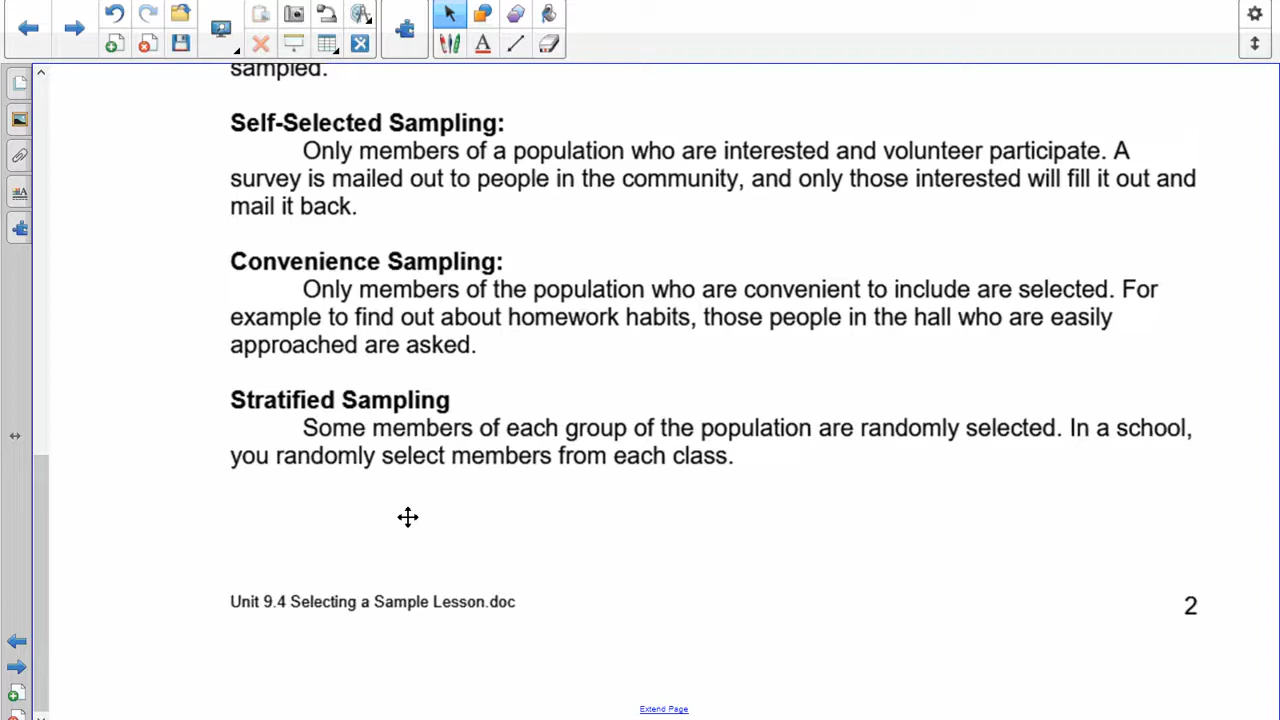 sampled.
Self-Selected Sampling:
Only members of a population who are interested and volunteer participate. A
survey is mailed out to people in the community, and only those interested will fill it out and
mail it back.
Convenience Sampling:
Only members of the population who are convenient to include are selected. For
example to find out about homework habits, those people in the hall who are easily
approached are asked.
Stratified Sampling
Some members of each group of the population are randomly selected. In a school,
you randomly select members from each class.
Unit 9.4 Selecting a Sample Lesson.doc
2
Extend Page